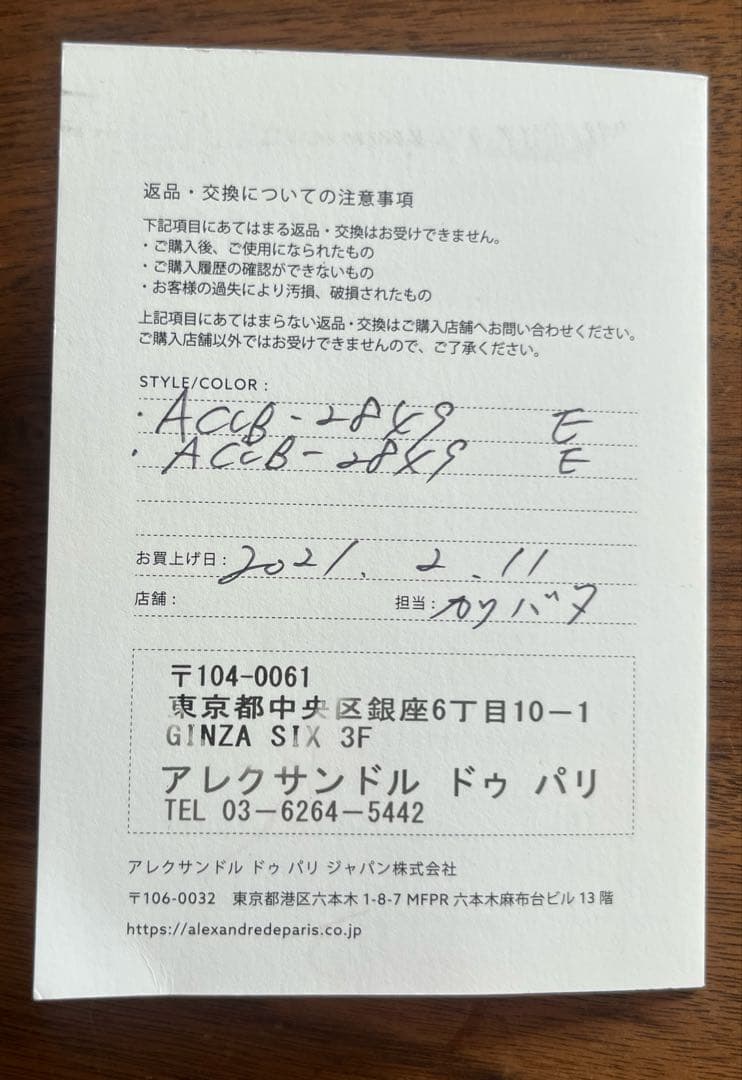 返品・交換についての注意事項
下記項目にあてはまる返品・交換はお受けできません。
・ご購入後、ご使用になられたもの
・ご購入履歴の確認ができないもの
・お客様の過失により汚損、破損されたもの
上記項目にあてはまらない返品・交換はご購入店舗へお問い合わせください。
ご購入店舗以外ではお受けできませんので、ご了承ください。
STYLE/COLOR :
・ACCB-2849 E
・ACCB-2849 E
お買上げ日: 2021. 2. 11
店舗: 担当:
〒104-0061
東京都中央区銀座6丁目10-1
GINZA SIX 3F
アレクサンドル ドゥ パリ
TEL 03-6264-5442
アレクサンドル ドゥ パリ ジャパン株式会社
〒106-0032 東京都港区六本木 1-8-7 MFPR 六本木麻布台ビル 13 階
https://alexandredeparis.co.jp